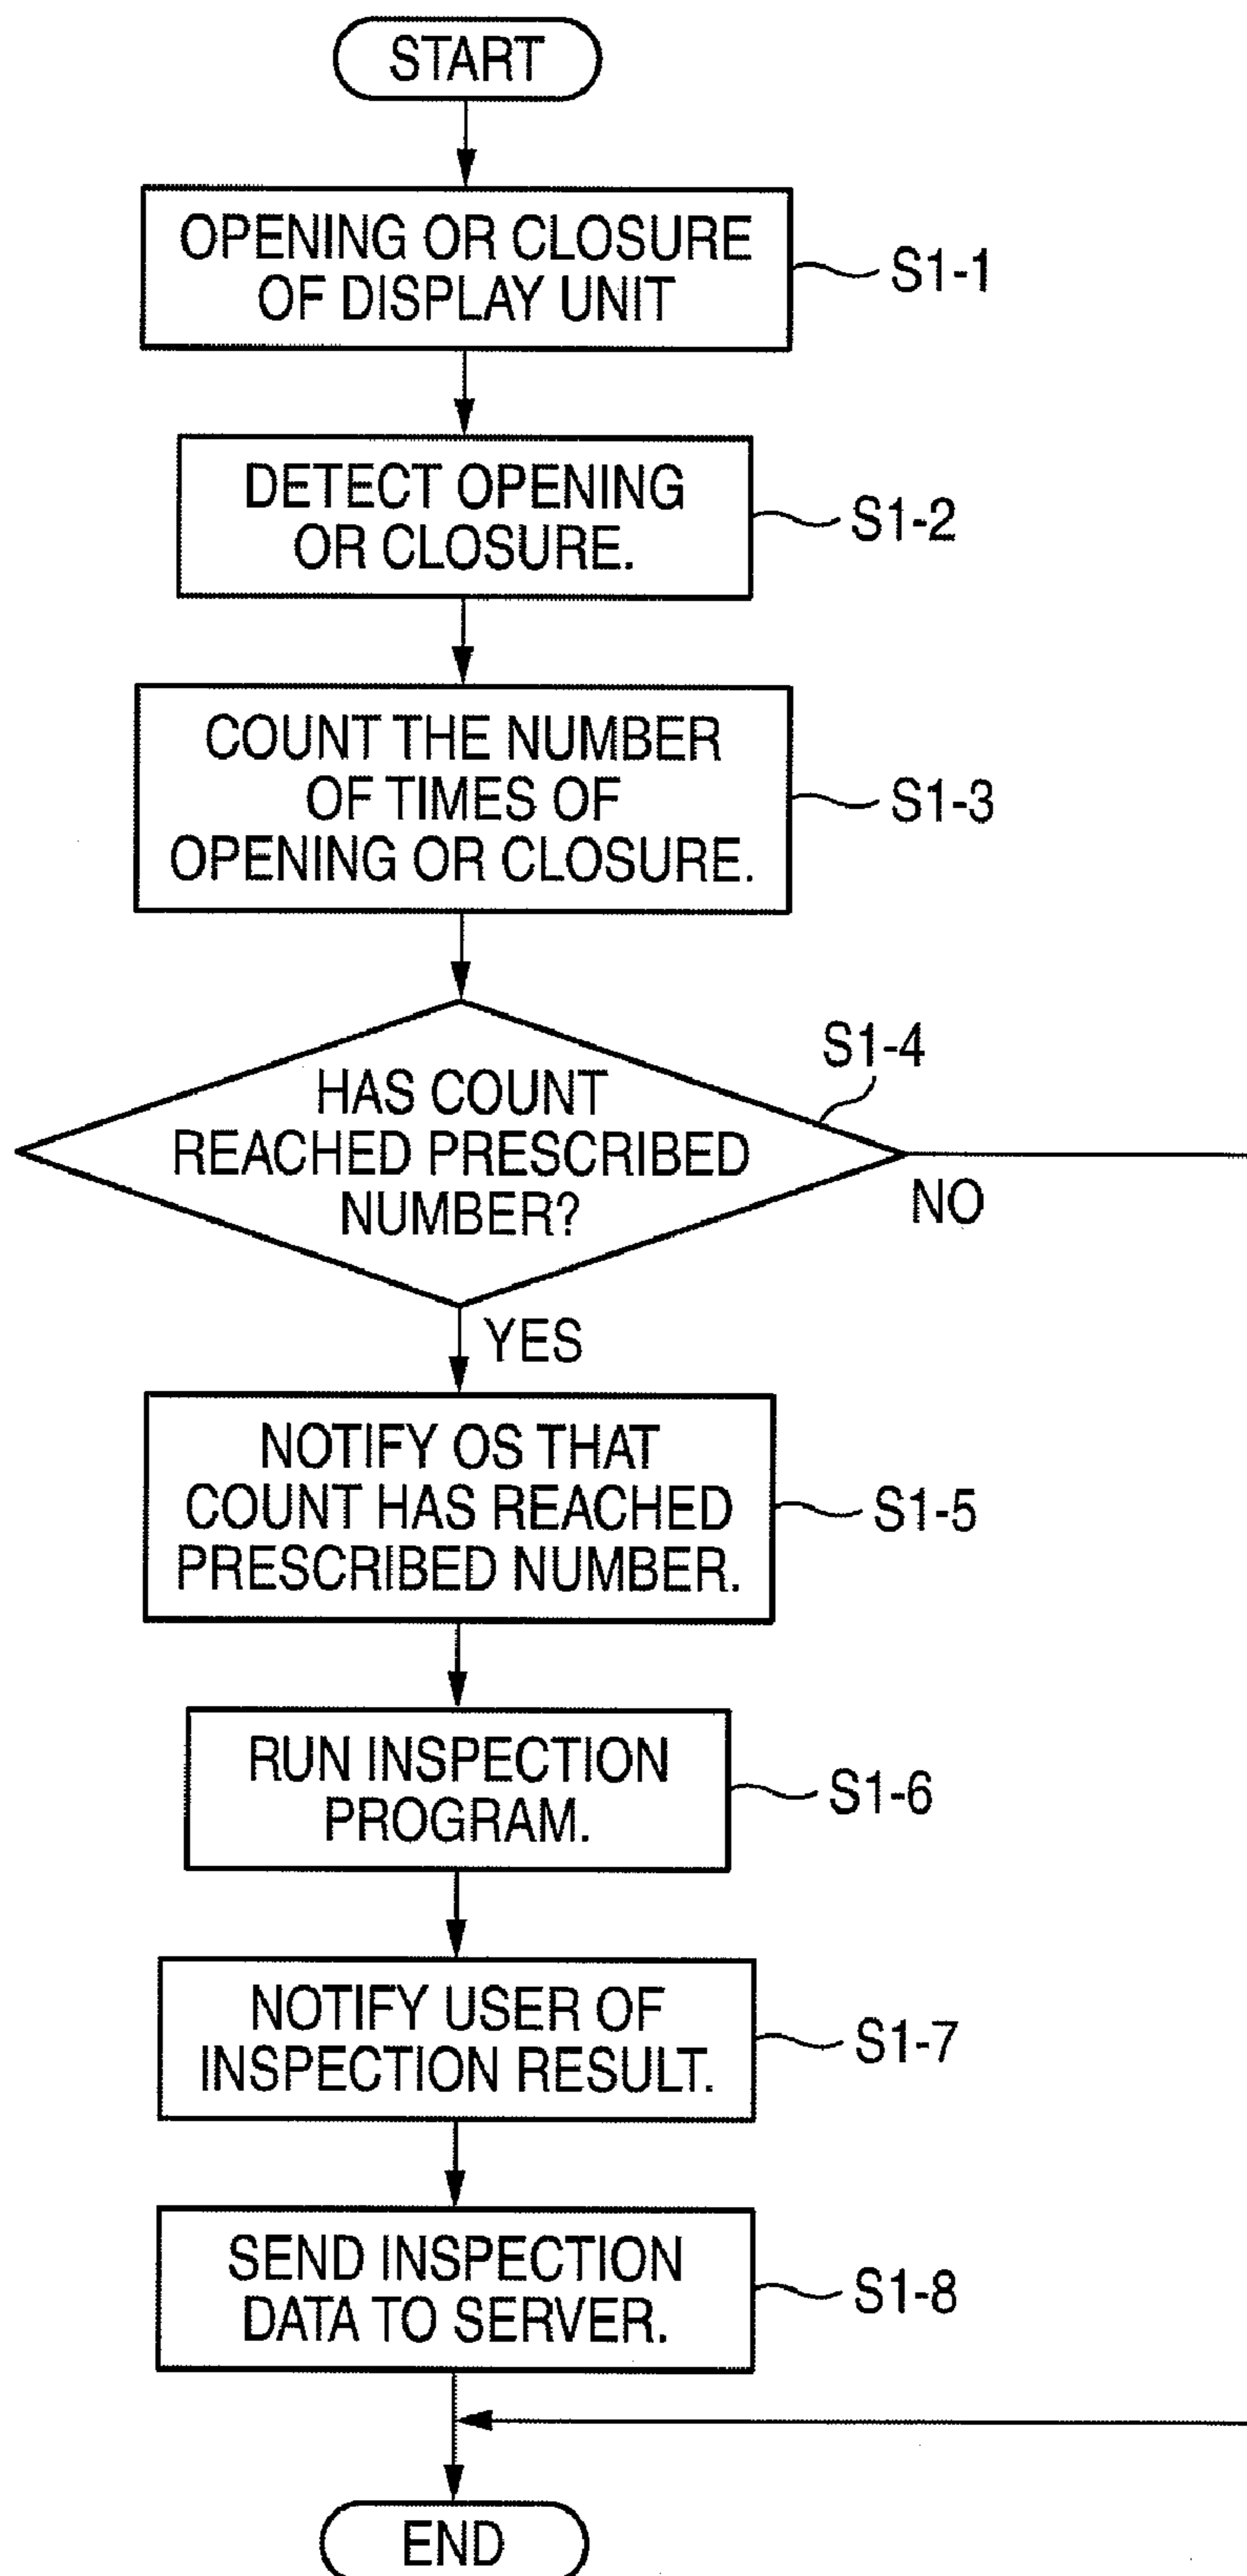 START
OPENING OR CLOSURE
OF DISPLAY UNIT
S1-1
DETECT OPENING
OR CLOSURE.
S1-2
COUNT THE NUMBER
OF TIMES OF
OPENING OR CLOSURE.
S1-3
HAS COUNT
REACHED PRESCRIBED
NUMBER?
S1-4
NO
YES
NOTIFY OS THAT
COUNT HAS REACHED
PRESCRIBED NUMBER.
S1-5
RUN INSPECTION
PROGRAM.
S1-6
NOTIFY USER OF
INSPECTION RESULT.
S1-7
SEND INSPECTION
DATA TO SERVER.
S1-8
END